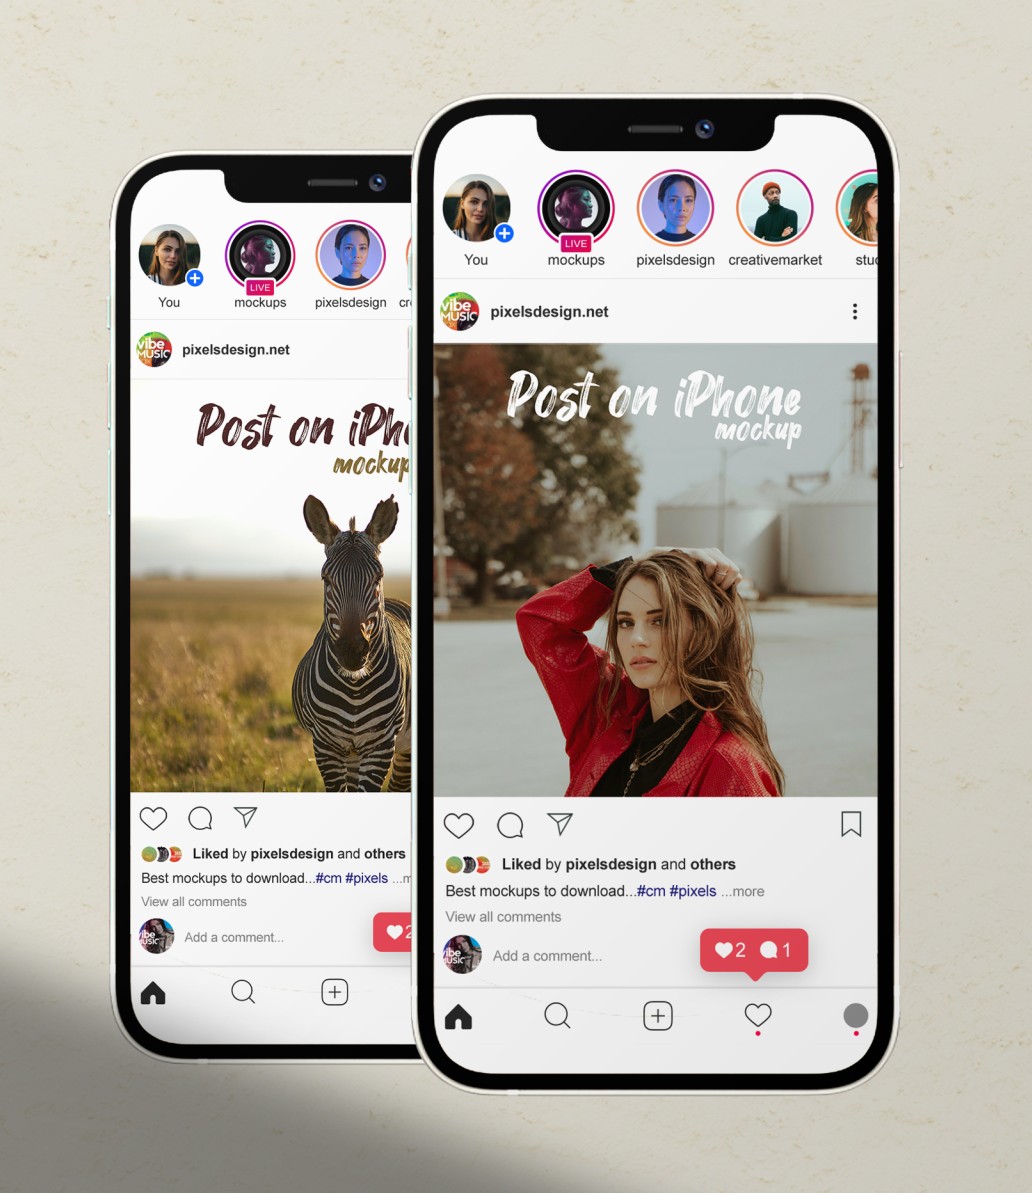 You
LIVE
mockups
pixelsdesign
vibe
MUSIC
pixelsdesign.net
Post on iPh
mockup
Liked by pixelsdesign and others
Best mockups to download...#cm #pixels ...m
View all comments
vibe
MUSIC
Add a comment...
2
You
LIVE
mockups
pixelsdesign
creativemarket
vibe
MUSIC
pixelsdesign.net
Post on iPhone
mockup
Liked by pixelsdesign and others
Best mockups to download...#cm #pixels ...more
View all comments
vibe
MUSIC
Add a comment...
2 1